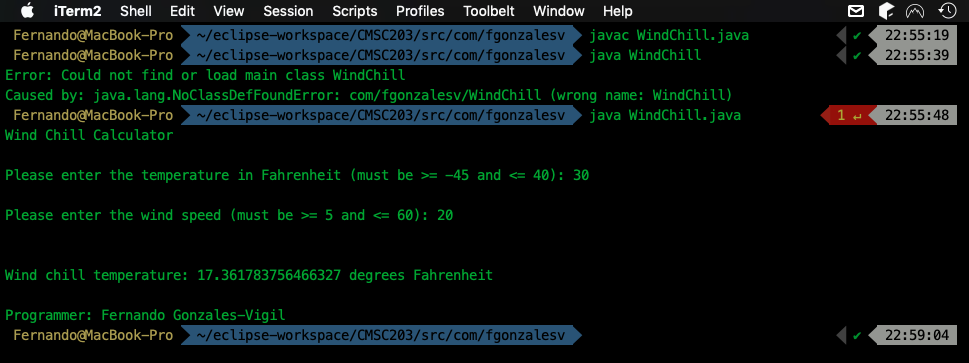 iTerm2 Shell Edit View Session Scripts Profiles Toolbelt Window Help
Fernando@MacBook-Pro ~/eclipse-workspace/CMSC203/src/com/fgonzalesv javac WindChill.java ✔ 22:55:19
Fernando@MacBook-Pro ~/eclipse-workspace/CMSC203/src/com/fgonzalesv java WindChill ✔ 22:55:39
Error: Could not find or load main class WindChill
Caused by: java.lang.NoClassDefFoundError: com/fgonzalesv/WindChill (wrong name: WindChill)
Fernando@MacBook-Pro ~/eclipse-workspace/CMSC203/src/com/fgonzalesv java WindChill.java 1 ↵ 22:55:48
Wind Chill Calculator
Please enter the temperature in Fahrenheit (must be >= -45 and <= 40): 30
Please enter the wind speed (must be >= 5 and <= 60): 20
Wind chill temperature: 17.361783756466327 degrees Fahrenheit
Programmer: Fernando Gonzales-Vigil
Fernando@MacBook-Pro ~/eclipse-workspace/CMSC203/src/com/fgonzalesv ✔ 22:59:04